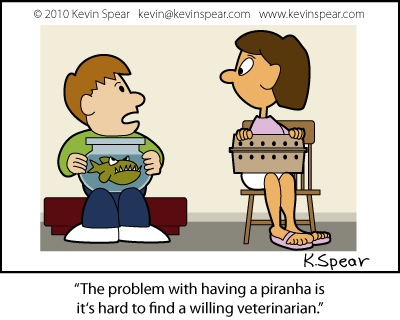 © 2010 Kevin Spear kevin@kevinspear.com www.kevinspear.com
K.Spear
“The problem with having a piranha is
it‘s hard to find a willing veterinarian.”